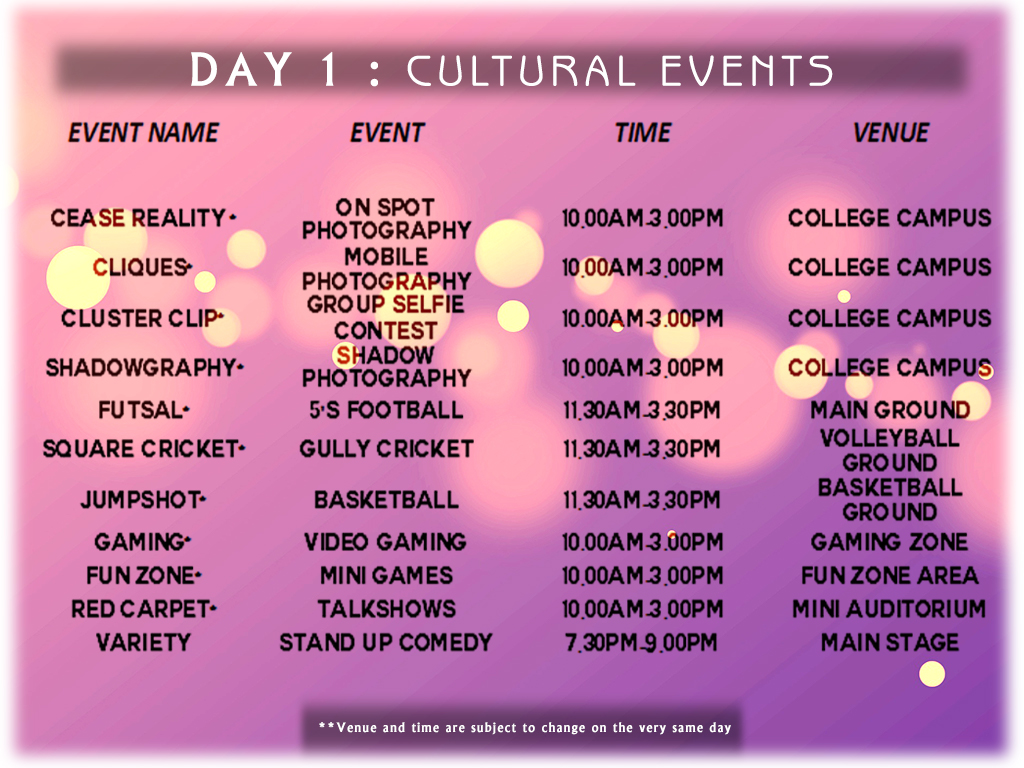 DAY 1 : CULTURAL EVENTS
EVENT NAME EVENT TIME VENUE
CEASE REALITY* ON SPOT PHOTOGRAPHY 10.00AM-3.00PM COLLEGE CAMPUS
CLIQUES* MOBILE PHOTOGRAPHY 10.00AM-3.00PM COLLEGE CAMPUS
CLUSTER CLIP* GROUP SELFIE CONTEST 10.00AM-3.00PM COLLEGE CAMPUS
SHADOWGRAPHY* SHADOW PHOTOGRAPHY 10.00AM-3.00PM COLLEGE CAMPUS
FUTSAL* 5'S FOOTBALL 11.30AM-3.30PM MAIN GROUND
SQUARE CRICKET* GULLY CRICKET 11.30AM-3.30PM VOLLEYBALL GROUND
JUMPSHOT* BASKETBALL 11.30AM-3.30PM BASKETBALL GROUND
GAMING* VIDEO GAMING 10.00AM-3.00PM GAMING ZONE
FUN ZONE* MINI GAMES 10.00AM-3.00PM FUN ZONE AREA
RED CARPET* TALKSHOWS 10.00AM-3.00PM MINI AUDITORIUM
VARIETY STAND UP COMEDY 7.30PM-9.00PM MAIN STAGE
**Venue and time are subject to change on the very same day